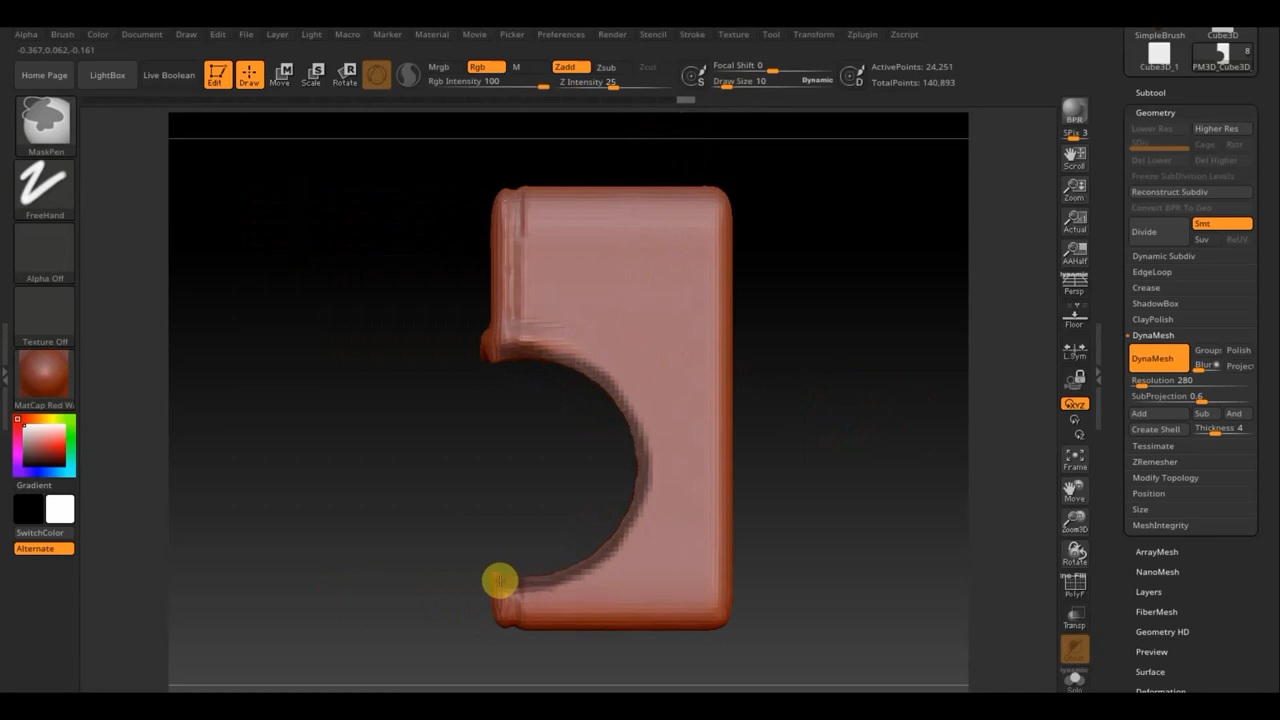 Alpha Brush Color Document Draw Edit File Layer Light Macro Marker Material Movie Picker Preferences Render Stencil Stroke Texture Tool Transform Zplugin Zscript
-0.367,0.062,-0.161
Home Page
LightBox
Live Boolean
Edit
Draw
Move
Scale
Rotate
Mrgb Rgb M
Rgb Intensity 100
Zadd Zsub Zcut
Z Intensity 25
Focal Shift 0
Draw Size 10 Dynamic
S
D
ActivePoints: 24,251
TotalPoints: 140,893
MaskPen
FreeHand
Alpha Off
Texture Off
MatCap Red Wa
Gradient
SwitchColor
Alternate
BPR
SPix 3
Scroll
Zoom
Actual
AAHalf
Dynamic
Persp
Floor
L.Sym
XYZ
Y
Z
Frame
Move
Zoom3D
Rotate
PolyF
Transp
Solo
SimpleBrush Cube3D
8
Cube3D_1 PM3D_Cube3D_
Subtool
Geometry
Lower Res Higher Res
SDiv Cage Rstr
Del Lower Del Higher
Freeze SubDivision Levels
Reconstruct Subdiv
Convert BPR To Geo
Divide Smt
Suv ReUV
Dynamic Subdiv
EdgeLoop
Crease
ShadowBox
ClayPolish
DynaMesh
DynaMesh Groups Polish
Blur Project
Resolution 280
SubProjection 0.6
Add Sub And
Create Shell Thickness 4
Tessimate
ZRemesher
Modify Topology
Position
Size
MeshIntegrity
ArrayMesh
NanoMesh
Layers
FiberMesh
Geometry HD
Preview
Surface
Deformation